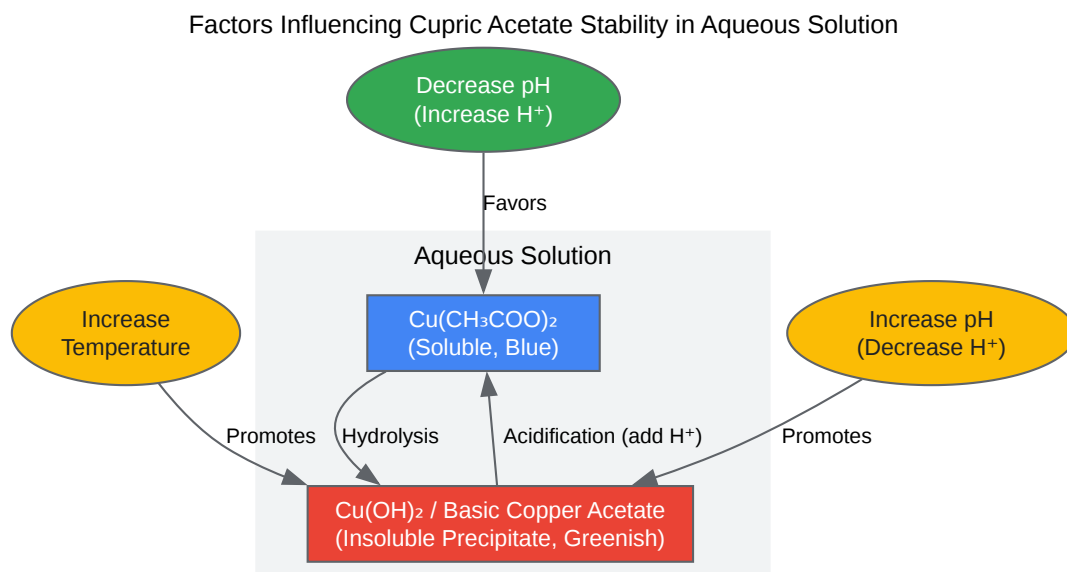 Factors Influencing Cupric Acetate Stability in Aqueous Solution
Decrease pH
(Increase H⁺)
Favors
Aqueous Solution
Increase
Temperature
Cu(CH₃COO)₂
(Soluble, Blue)
Increase pH
(Decrease H⁺)
Promotes
Hydrolysis
Acidification (add H⁺)
Promotes
Cu(OH)₂ / Basic Copper Acetate
(Insoluble Precipitate, Greenish)